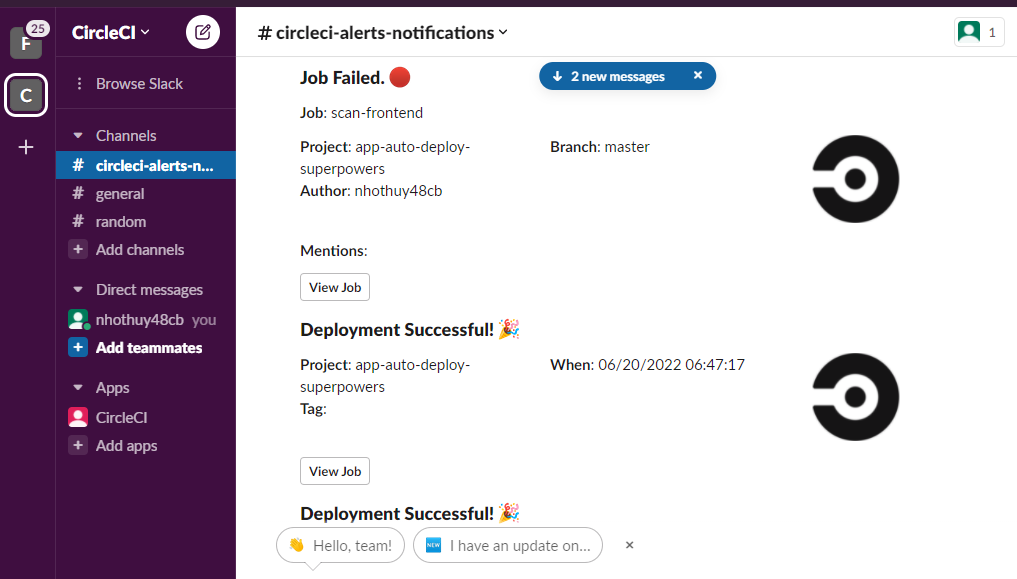 25
F
C
CircleCI
Browse Slack
Channels
# circleci-alerts-n...
# general
# random
+ Add channels
Direct messages
nhothuy48cb you
+ Add teammates
Apps
CircleCI
+ Add apps
# circleci-alerts-notifications
1
2 new messages
Job Failed.
Job: scan-frontend
Project: app-auto-deploy-
superpowers
Branch: master
Author: nhothuy48cb
Mentions:
View Job
Deployment Successful!
Project: app-auto-deploy-
superpowers
When: 06/20/2022 06:47:17
Tag:
View Job
Deployment Successful!
Hello, team!
NEW I have an update on...